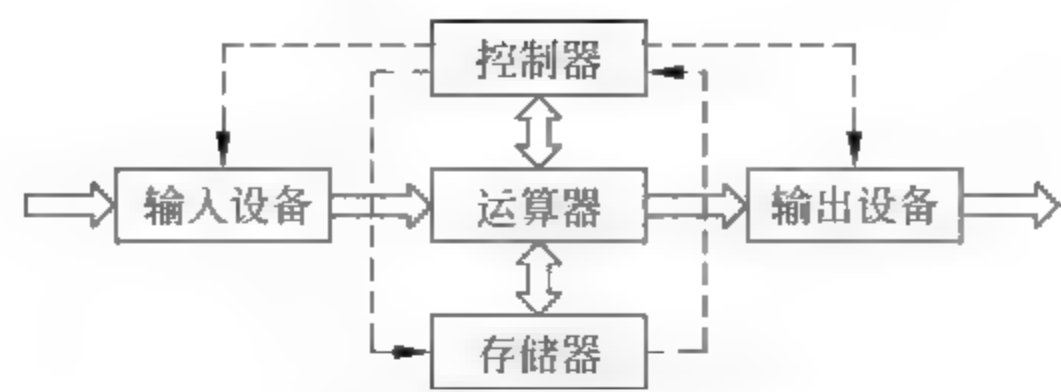 控制器
输入设备
运算器
输出设备
存储器